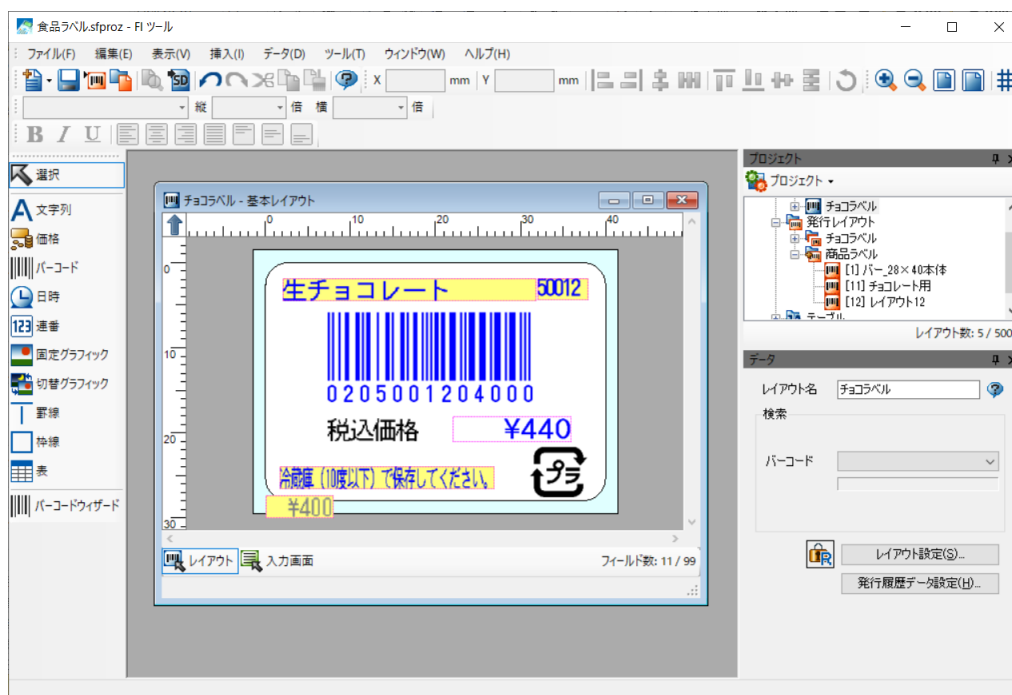 食品ラベル.sfproz - FI ツール
ファイル(F) 編集(E) 表示(V) 挿入(I) データ(D) ツール(T) ウィンドウ(W) ヘルプ(H)
SD X mm Y mm
縦 倍 横 倍
B I U
選択
文字列
価格
バーコード
日時
123 連番
固定グラフィック
切替グラフィック
罫線
枠線
表
バーコードウィザード
チョコラベル - 基本レイアウト
0 10 20 30 40
0
10
20
30
生チョコレート 50012
0205001204000
税込価格 ¥440
冷蔵庫(10度以下)で保存してください。
プラ
¥400
レイアウト 入力画面 フィールド数: 11 / 99
プロジェクト
プロジェクト
チョコラベル
発行レイアウト
チョコラベル
商品ラベル
[1] バー_28×40本体
[11] チョコレート用
[12] レイアウト12
テーブル
レイアウト数: 5 / 500
データ
レイアウト名 チョコラベル
検索
バーコード
レイアウト設定(S)...
発行履歴データ設定(H)...